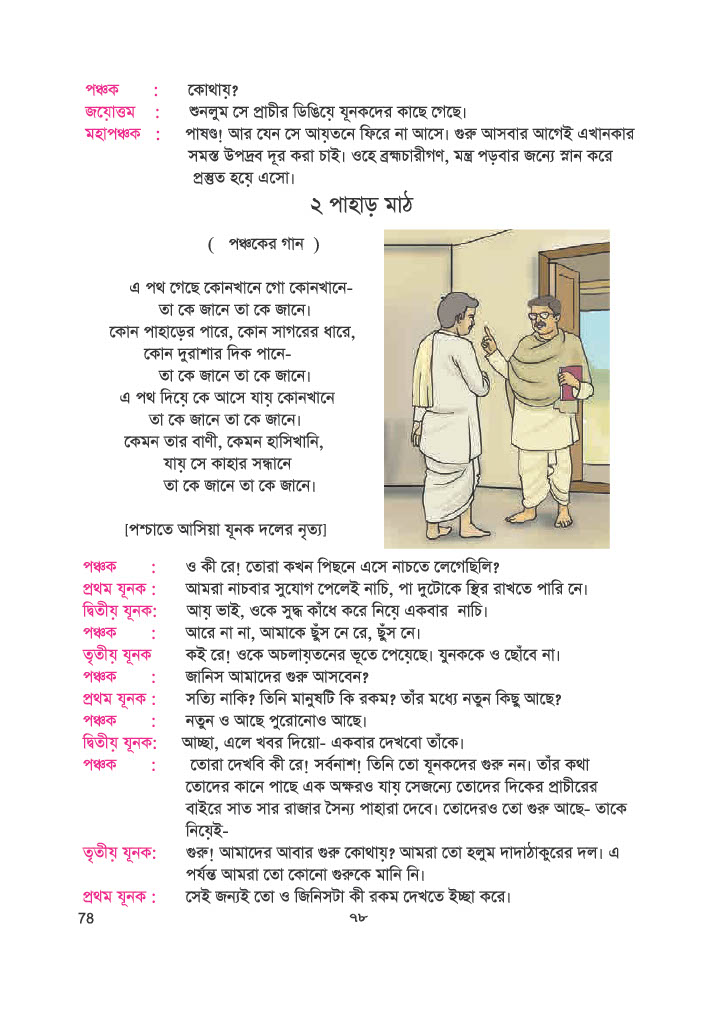 পঞ্চক : কোথায়?
জয়োত্তম : শুনলুম সে প্রাচীর ডিঙিয়ে যূনকদের কাছে গেছে।
মহাপঞ্চক : পাষণ্ড! আর যেন সে আয়তনে ফিরে না আসে। গুরু আসবার আগেই এখানকার
সমস্ত উপদ্রব দূর করা চাই। ওহে ব্রহ্মচারীগণ, মন্ত্র পড়বার জন্যে স্নান করে
প্রস্তুত হয়ে এসো।
২ পাহাড় মাঠ
( পঞ্চকের গান )
এ পথ গেছে কোনখানে গো কোনখানে-
তা কে জানে তা কে জানে।
কোন পাহাড়ের পারে, কোন সাগরের ধারে,
কোন দুরাশার দিক পানে-
তা কে জানে তা কে জানে।
এ পথ দিয়ে কে আসে যায় কোনখানে
তা কে জানে তা কে জানে।
কেমন তার বাণী, কেমন হাসিখানি,
যায় সে কাহার সন্ধানে
তা কে জানে তা কে জানে।
[পশ্চাতে আসিয়া যূনক দলের নৃত্য]
পঞ্চক : ও কী রে! তোরা কখন পিছনে এসে নাচতে লেগেছিলি?
প্রথম যূনক : আমরা নাচবার সুযোগ পেলেই নাচি, পা দুটোকে স্থির রাখতে পারি নে।
দ্বিতীয় যূনক: আয় ভাই, ওকে সুদ্ধ কাঁধে করে নিয়ে একবার নাচি।
পঞ্চক : আরে না না, আমাকে ছুঁস নে রে, ছুঁস নে।
তৃতীয় যূনক কই রে! ওকে অচলায়তনের ভূতে পেয়েছে। যুনককে ও ছোঁবে না।
পঞ্চক : জানিস আমাদের গুরু আসবেন?
প্রথম যূনক : সত্যি নাকি? তিনি মানুষটি কি রকম? তাঁর মধ্যে নতুন কিছু আছে?
পঞ্চক : নতুন ও আছে পুরোনোও আছে।
দ্বিতীয় যূনক: আচ্ছা, এলে খবর দিয়ো- একবার দেখবো তাঁকে।
পঞ্চক : তোরা দেখবি কী রে! সর্বনাশ! তিনি তো যূনকদের গুরু নন। তাঁর কথা
তোদের কানে পাছে এক অক্ষরও যায় সেজন্যে তোদের দিকের প্রাচীরের
বাইরে সাত সার রাজার সৈন্য পাহারা দেবে। তোদেরও তো গুরু আছে- তাকে
নিয়েই-
তৃতীয় যূনক: গুরু! আমাদের আবার গুরু কোথায়? আমরা তো হলুম দাদাঠাকুরের দল। এ
পর্যন্ত আমরা তো কোনো গুরুকে মানি নি।
প্রথম যূনক : সেই জন্যই তো ও জিনিসটা কী রকম দেখতে ইচ্ছা করে।
78 ৭৮